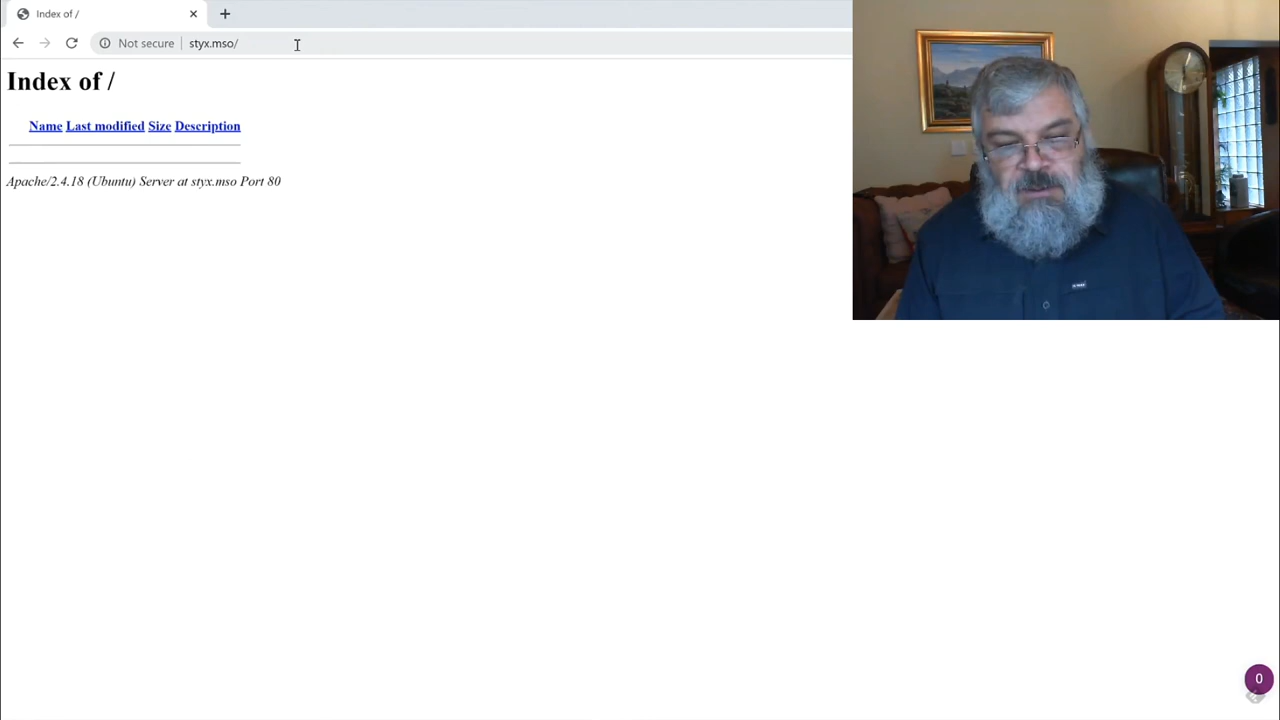 Index of /
Not secure
styx.mso/
Index of /
Name Last modified Size Description
Apache/2.4.18 (Ubuntu) Server at styx.mso Port 80
0